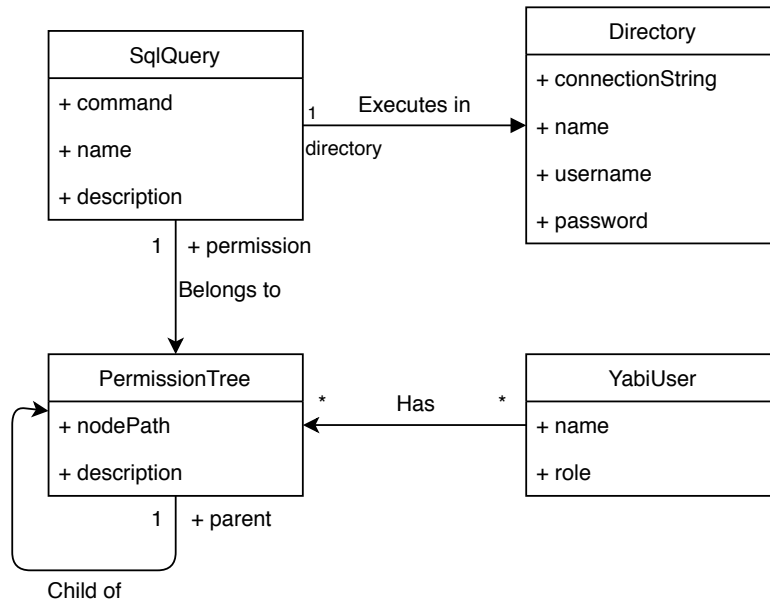 SqlQuery
+ command
+ name
+ description
1
Executes in
directory
Directory
+ connectionString
+ name
+ username
+ password
1
+ permission
Belongs to
PermissionTree
+ nodePath
+ description
*
Has
*
YabiUser
+ name
+ role
1
+ parent
Child of